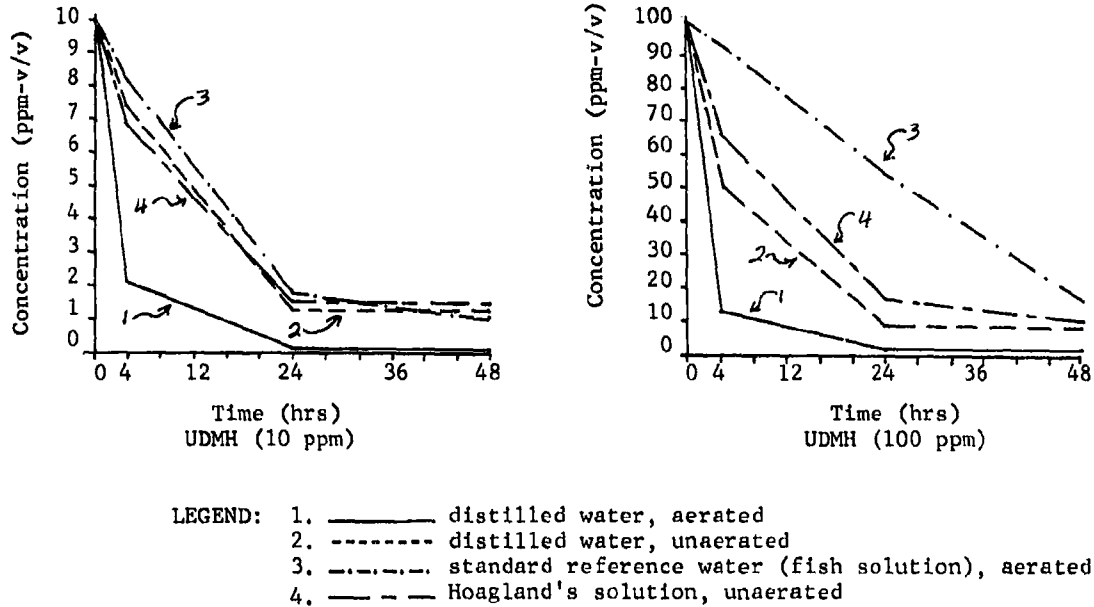 Concentration (ppm-v/v)
10
9
8
7
6
5
4
3
2
1
0
3
4
1
2
0 4 12 24 36 48
Time (hrs)
UDMH (10 ppm)
Concentration (ppm-v/v)
100
90
80
70
60
50
40
30
20
10
0
3
4
2
1
0 4 12 24 36 48
Time (hrs)
UDMH (100 ppm)
LEGEND: 1. distilled water, aerated
2. distilled water, unaerated
3. standard reference water (fish solution), aerated
4. Hoagland's solution, unaerated